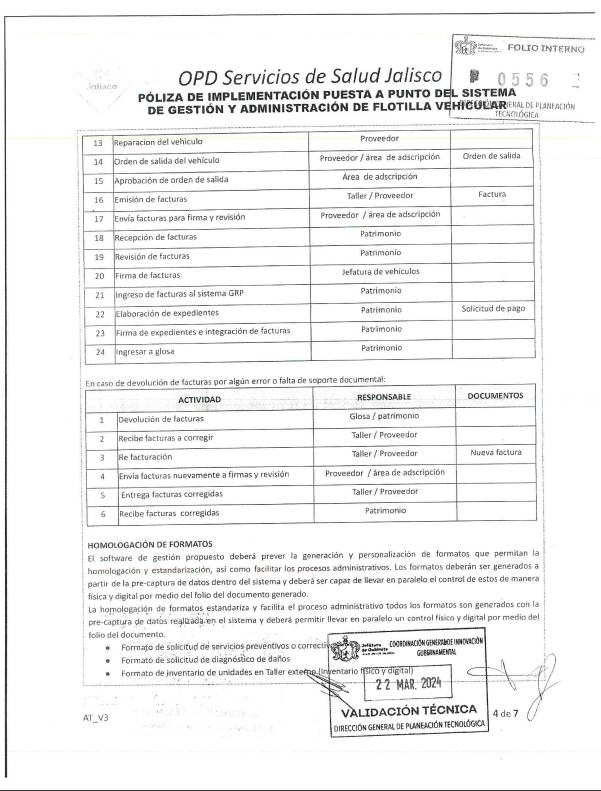 Jefatura de Gabinete FOLIO INTERNO
0556
DIRECCIÓN GENERAL DE PLANEACIÓN TECNOLÓGICA
Jalisco
OPD Servicios de Salud Jalisco
PÓLIZA DE IMPLEMENTACIÓN PUESTA A PUNTO DEL SISTEMA
DE GESTIÓN Y ADMINISTRACIÓN DE FLOTILLA VEHICULAR
13 Reparacion del vehiculo Proveedor
14 Orden de salida del vehículo Proveedor / área de adscripción Orden de salida
15 Aprobación de orden de salida Área de adscripción
16 Emisión de facturas Taller / Proveedor Factura
17 Envía facturas para firma y revisión Proveedor / área de adscripción
18 Recepción de facturas Patrimonio
19 Revisión de facturas Patrimonio
20 Firma de facturas Jefatura de vehículos
21 Ingreso de facturas al sistema GRP Patrimonio
22 Elaboración de expedientes Patrimonio Solicitud de pago
23 Firma de expedientes e integración de facturas Patrimonio
24 Ingresar a glosa Patrimonio
En caso de devolución de facturas por algún error o falta de soporte documental:
ACTIVIDAD RESPONSABLE DOCUMENTOS
1 Devolución de facturas Glosa / patrimonio
2 Recibe facturas a corregir Taller / Proveedor
3 Re facturación Taller / Proveedor Nueva factura
4 Envía facturas nuevamente a firmas y revisión Proveedor / área de adscripción
5 Entrega facturas corregidas Taller / Proveedor
6 Recibe facturas corregidas Patrimonio
HOMOLOGACIÓN DE FORMATOS
El software de gestión propuesto deberá prever la generación y personalización de formatos que permitan la
homologación y estandarización, así como facilitar los procesos administrativos. Los formatos deberán ser generados a
partir de la pre-captura de datos dentro del sistema y deberá ser capaz de llevar en paralelo el control de estos de manera
física y digital por medio del folio del documento generado.
La homologación de formatos estandariza y facilita el proceso administrativo todos los formatos son generados con la
pre-captura de datos realizada en el sistema y deberá permitir llevar en paralelo un control físico y digital por medio del
folio del documento.
• Formato de solicitud de servicios preventivos o correctiv
• Formato de solicitud de diagnóstico de daños
• Formato de inventario de unidades en Taller externo (Inventario físico y digital)
Jefatura de Gabinete COORDINACIÓN GENERAL DE INNOVACIÓN
GUBERNAMENTAL
22 MAR. 2024
VALIDACIÓN TÉCNICA
DIRECCIÓN GENERAL DE PLANEACIÓN TECNOLÓGICA
AT_V3
4 de 7